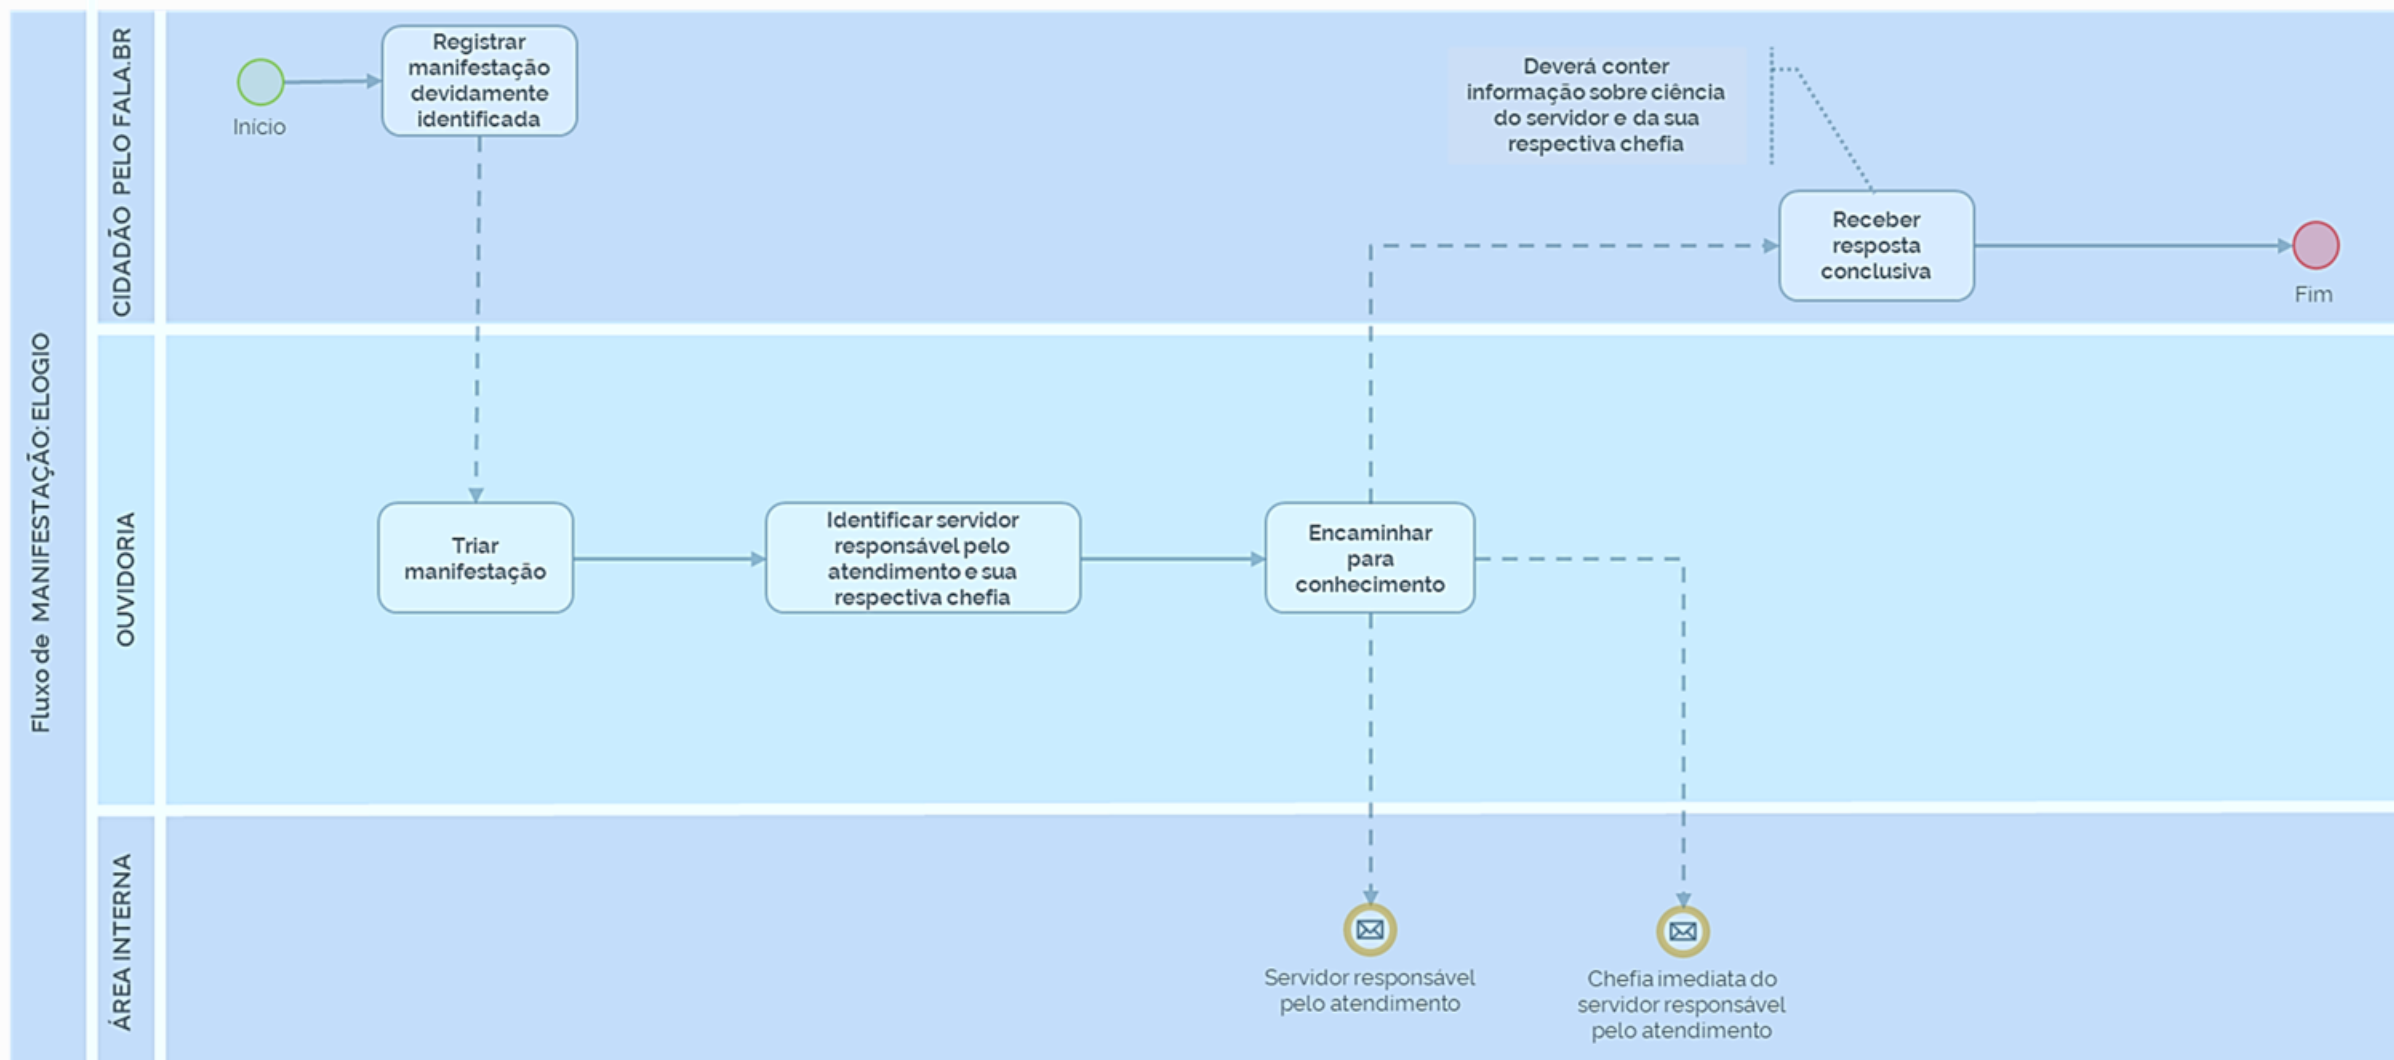 Fluxo de MANIFESTAÇÃO: ELOGIO
CIDADÃO PELO FALA.BR
Início
Registrar
manifestação
devidamente
identificada
Deverá conter
informação sobre ciência
do servidor e da sua
respectiva chefia
Receber
resposta
conclusiva
Fim
OUVIDORIA
Triar
manifestação
Identificar servidor
responsável pelo
atendimento e sua
respectiva chefia
Encaminhar
para
conhecimento
ÁREA INTERNA
Servidor responsável
pelo atendimento
Chefia imediata do
servidor responsável
pelo atendimento